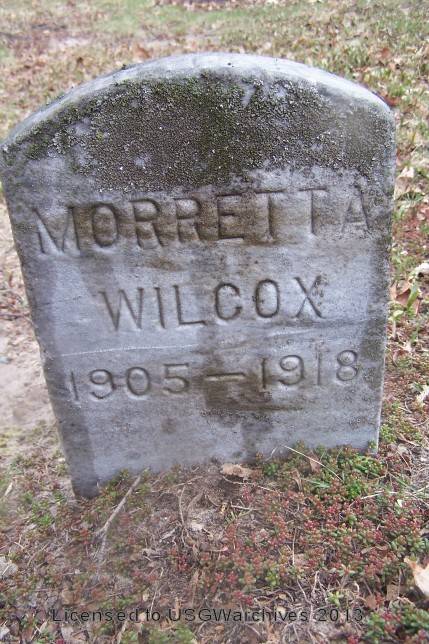 MORRETTA
WILCOX
1905-1918
Licensed to USGWarchives 2013